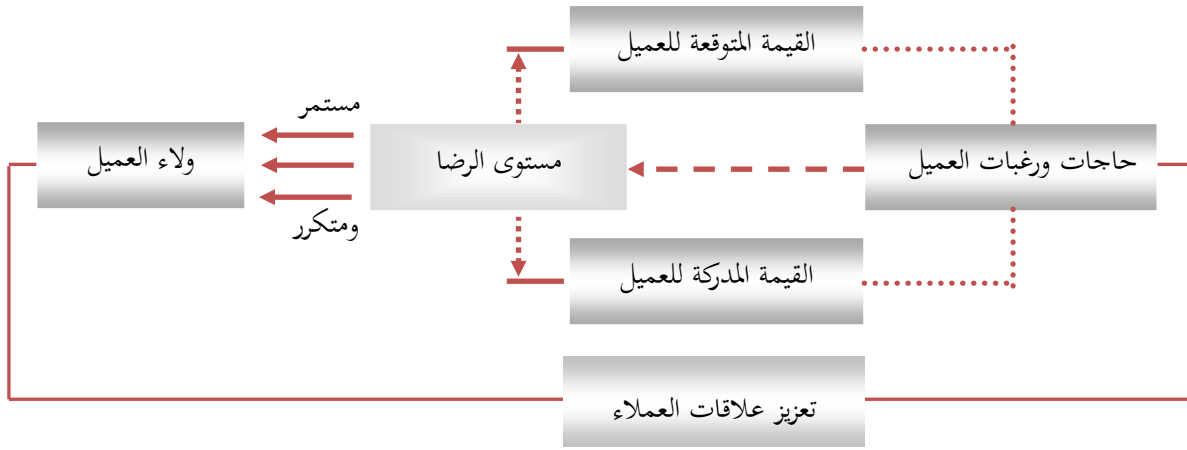 القيمة المتوقعة للعميل
حاجات ورغبات العميل
مستوى الرضا
مستمر
ومتكرر
ولاء العميل
القيمة المدركة للعميل
تعزيز علاقات العملاء